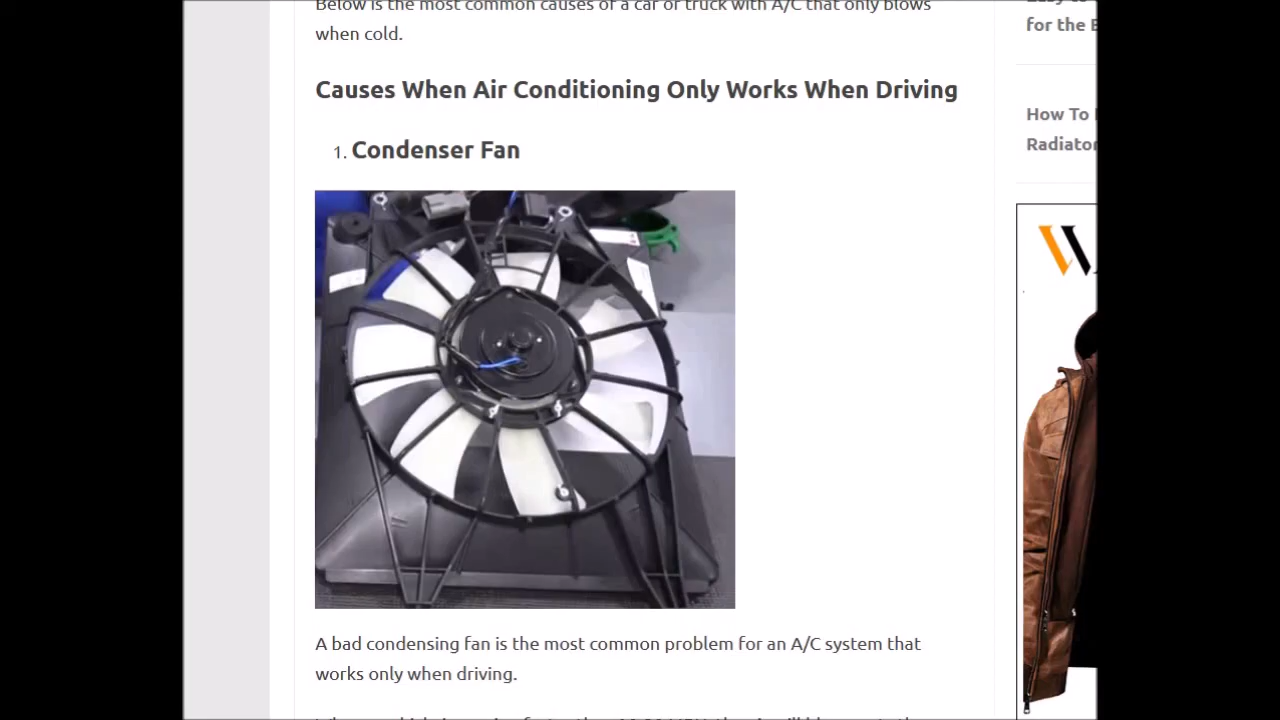 Below is the most common causes of a car or truck with A/C that only blows
when cold.
Causes When Air Conditioning Only Works When Driving
1. Condenser Fan
A bad condensing fan is the most common problem for an A/C system that
works only when driving.
for the
How To
W